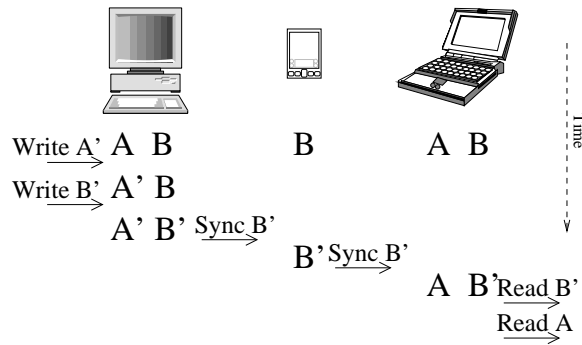 Write A’ A B B A B
Write B’ A’ B
A’ B’ Sync B’
B’ Sync B’
A B’ Read B’
Read A
Time